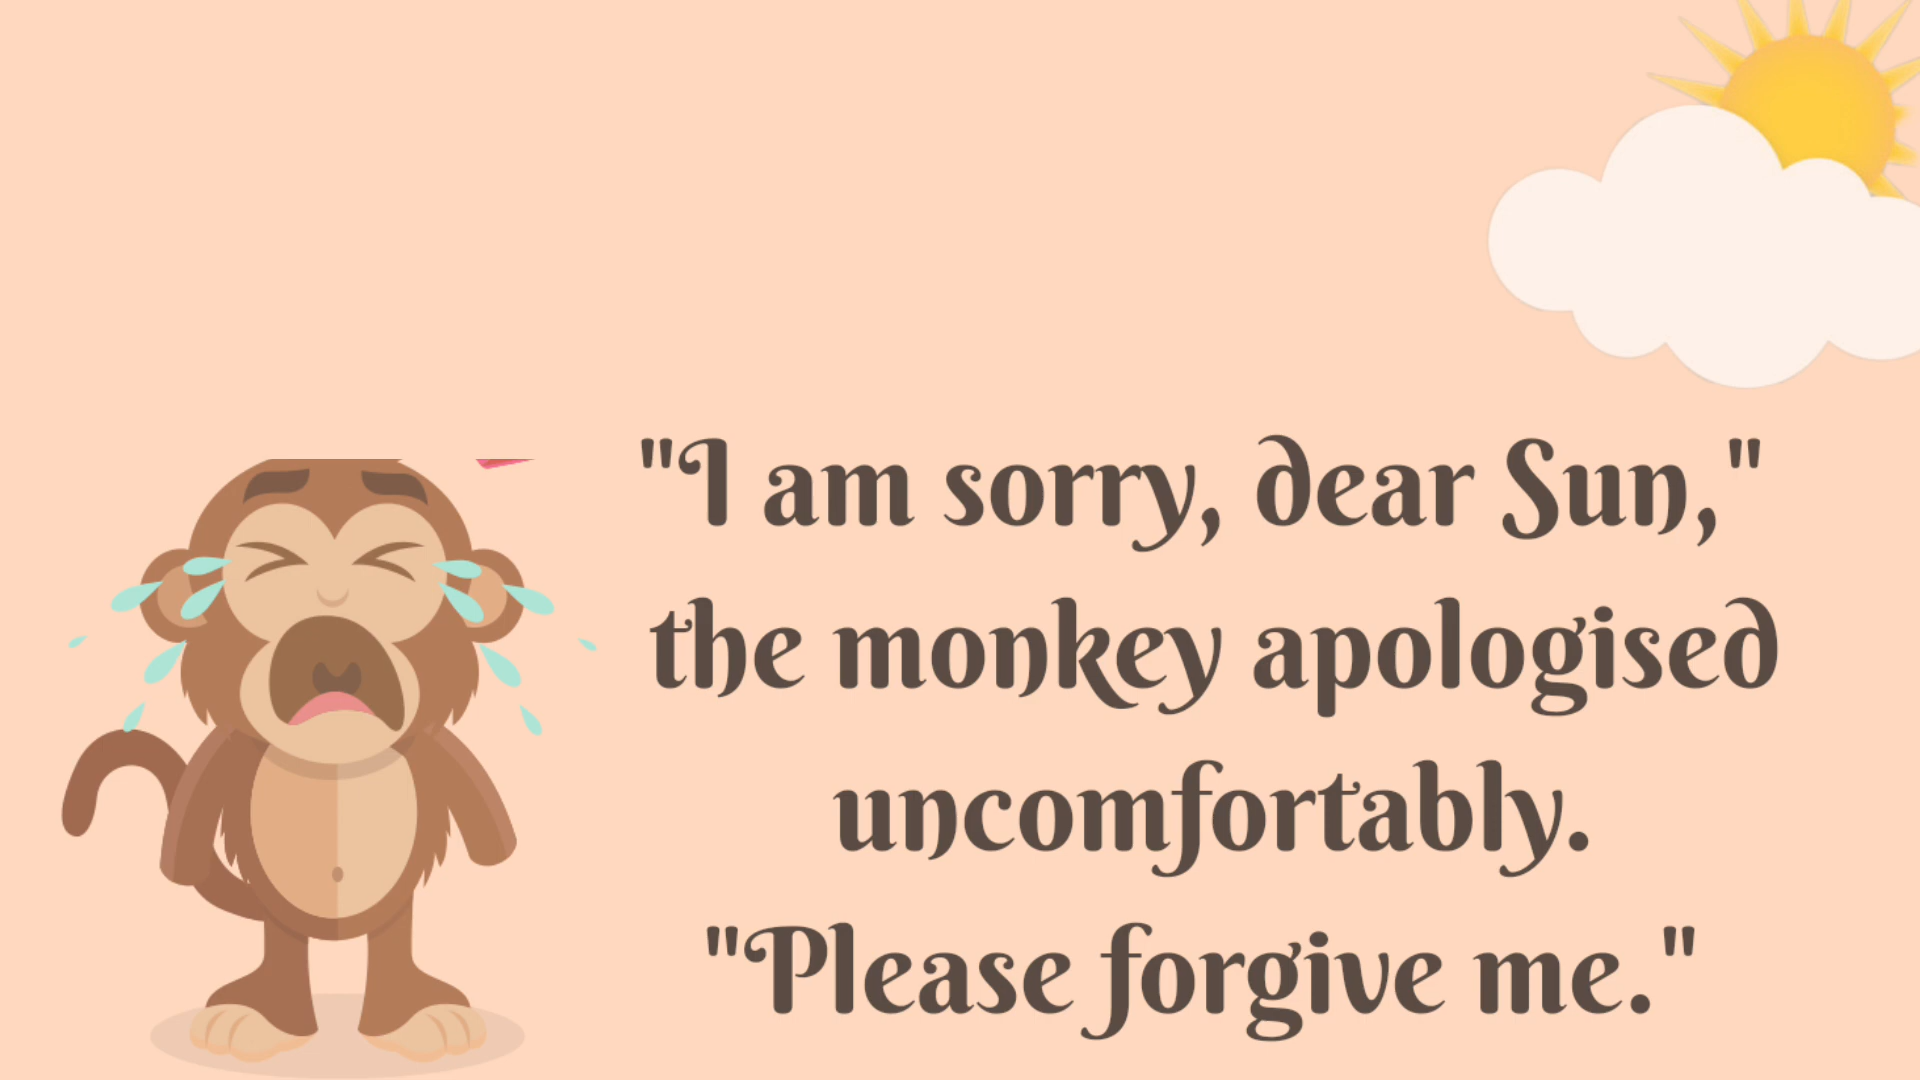 "I am sorry, dear Sun,"
the monkey apologised
uncomfortably.
"Please forgive me."